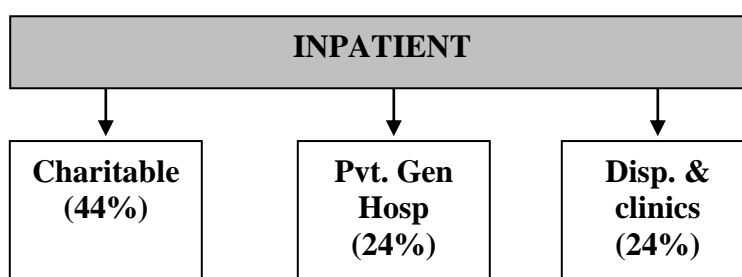 INPATIENT
Charitable
(44%)
Pvt. Gen
Hosp
(24%)
Disp. &
clinics
(24%)